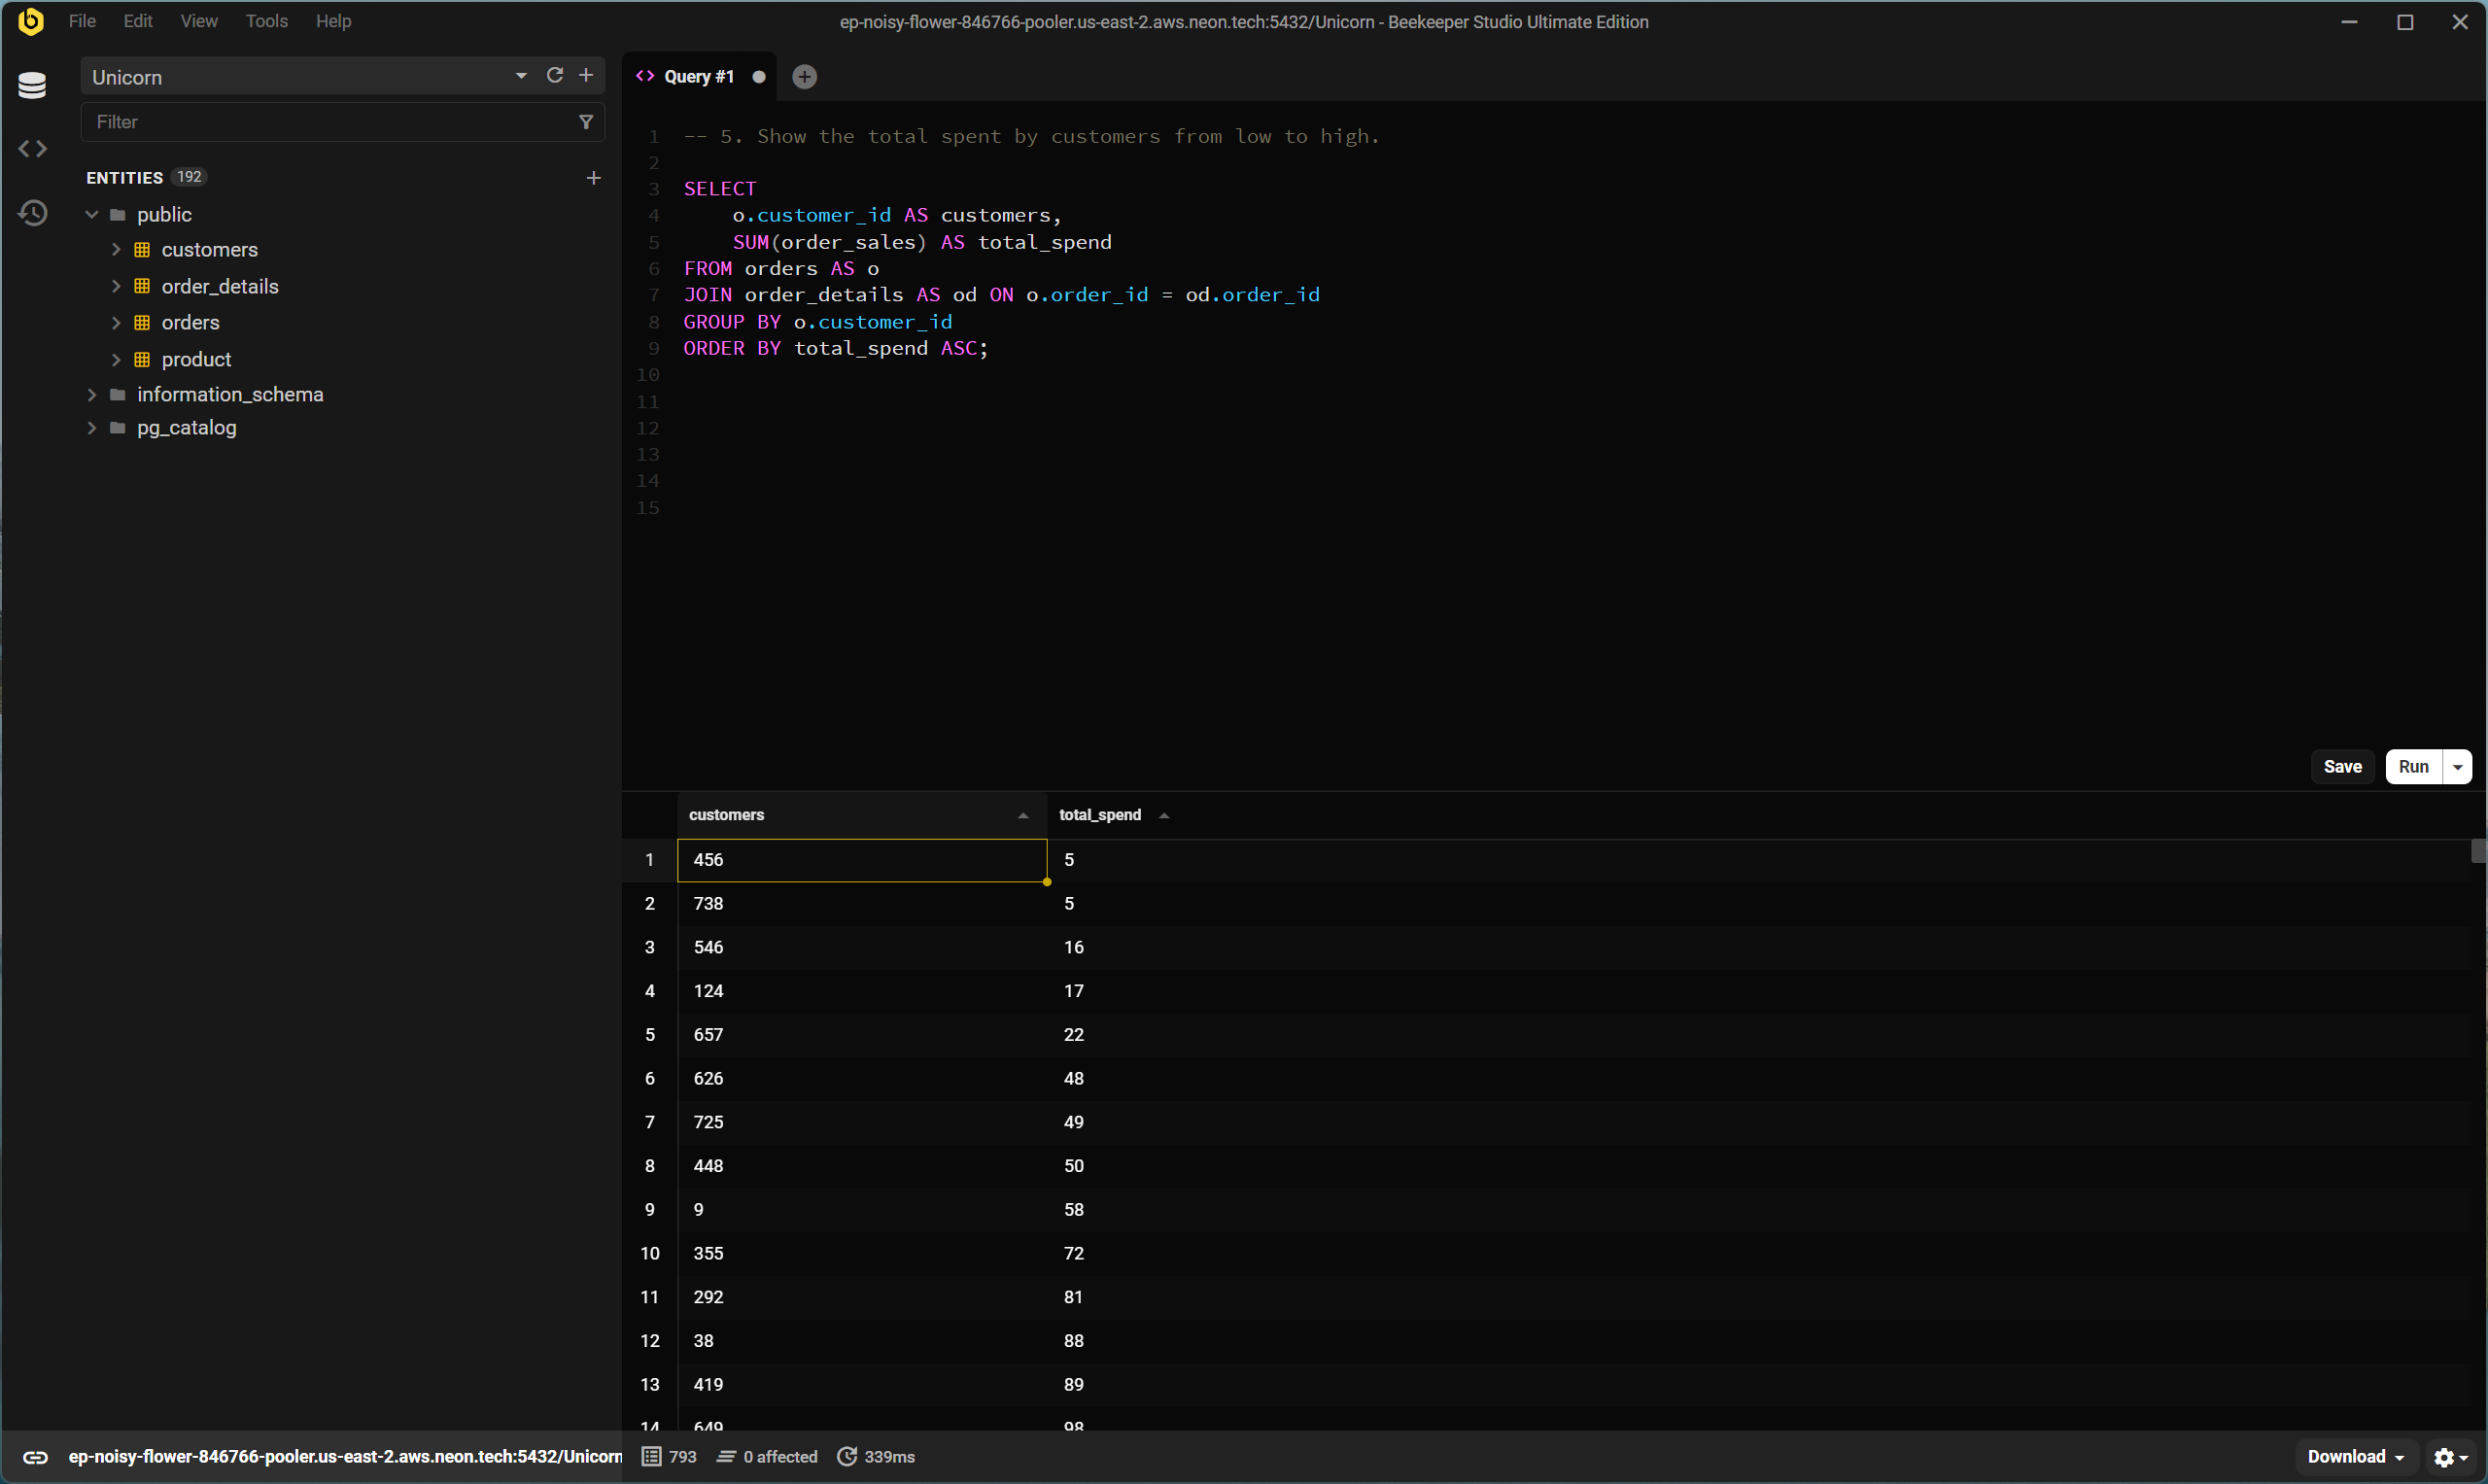 File Edit View Tools Help
ep-noisy-flower-846766-pooler.us-east-2.aws.neon.tech:5432/Unicorn - Beekeeper Studio Ultimate Edition
Unicorn
Filter
ENTITIES 192
public
customers
order_details
orders
product
information_schema
pg_catalog
Query #1
1 -- 5. Show the total spent by customers from low to high.
2
3 SELECT
4 o.customer_id AS customers,
5 SUM(order_sales) AS total_spend
6 FROM orders AS o
7 JOIN order_details AS od ON o.order_id = od.order_id
8 GROUP BY o.customer_id
9 ORDER BY total_spend ASC;
10
11
12
13
14
15
Save Run
customers total_spend
1 456 5
2 738 5
3 546 16
4 124 17
5 657 22
6 626 48
7 725 49
8 448 50
9 9 58
10 355 72
11 292 81
12 38 88
13 419 89
14 649 98
ep-noisy-flower-846766-pooler.us-east-2.aws.neon.tech:5432/Unicorn 793 0 affected 339ms Download